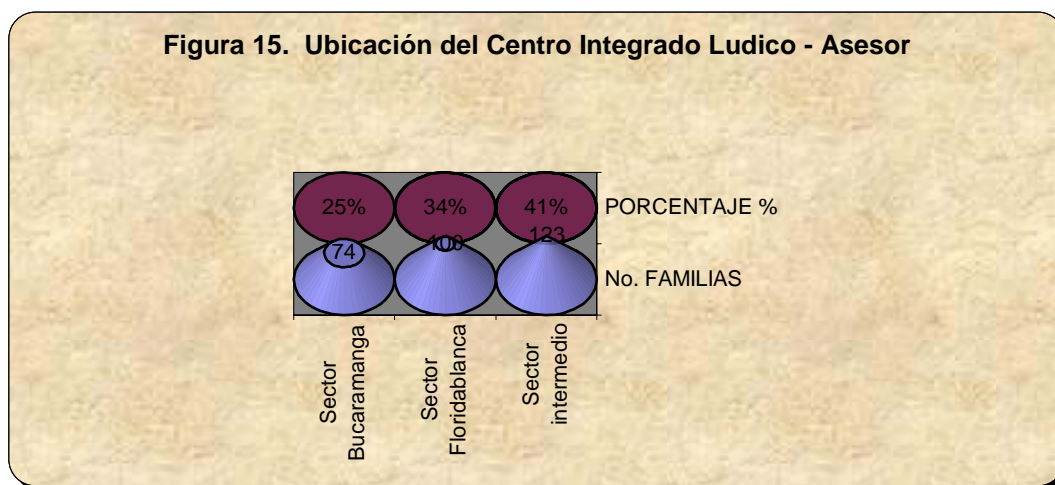 Figura 15. Ubicación del Centro Integrado Ludico - Asesor
25% 34% 41% PORCENTAJE %
74 100 123
No. FAMILIAS
Sector
Bucaramanga
Sector
Floridablanca
Sector
intermedio